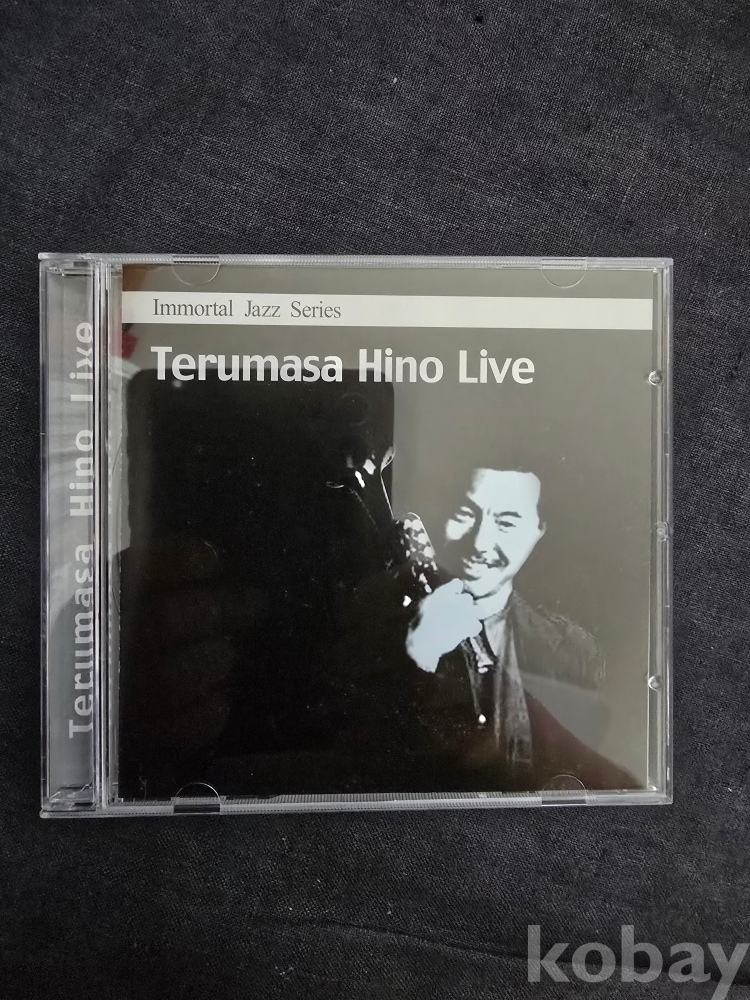 Immortal Jazz Series
Terumasa Hino Live
Terumasa Hino Live
kobay